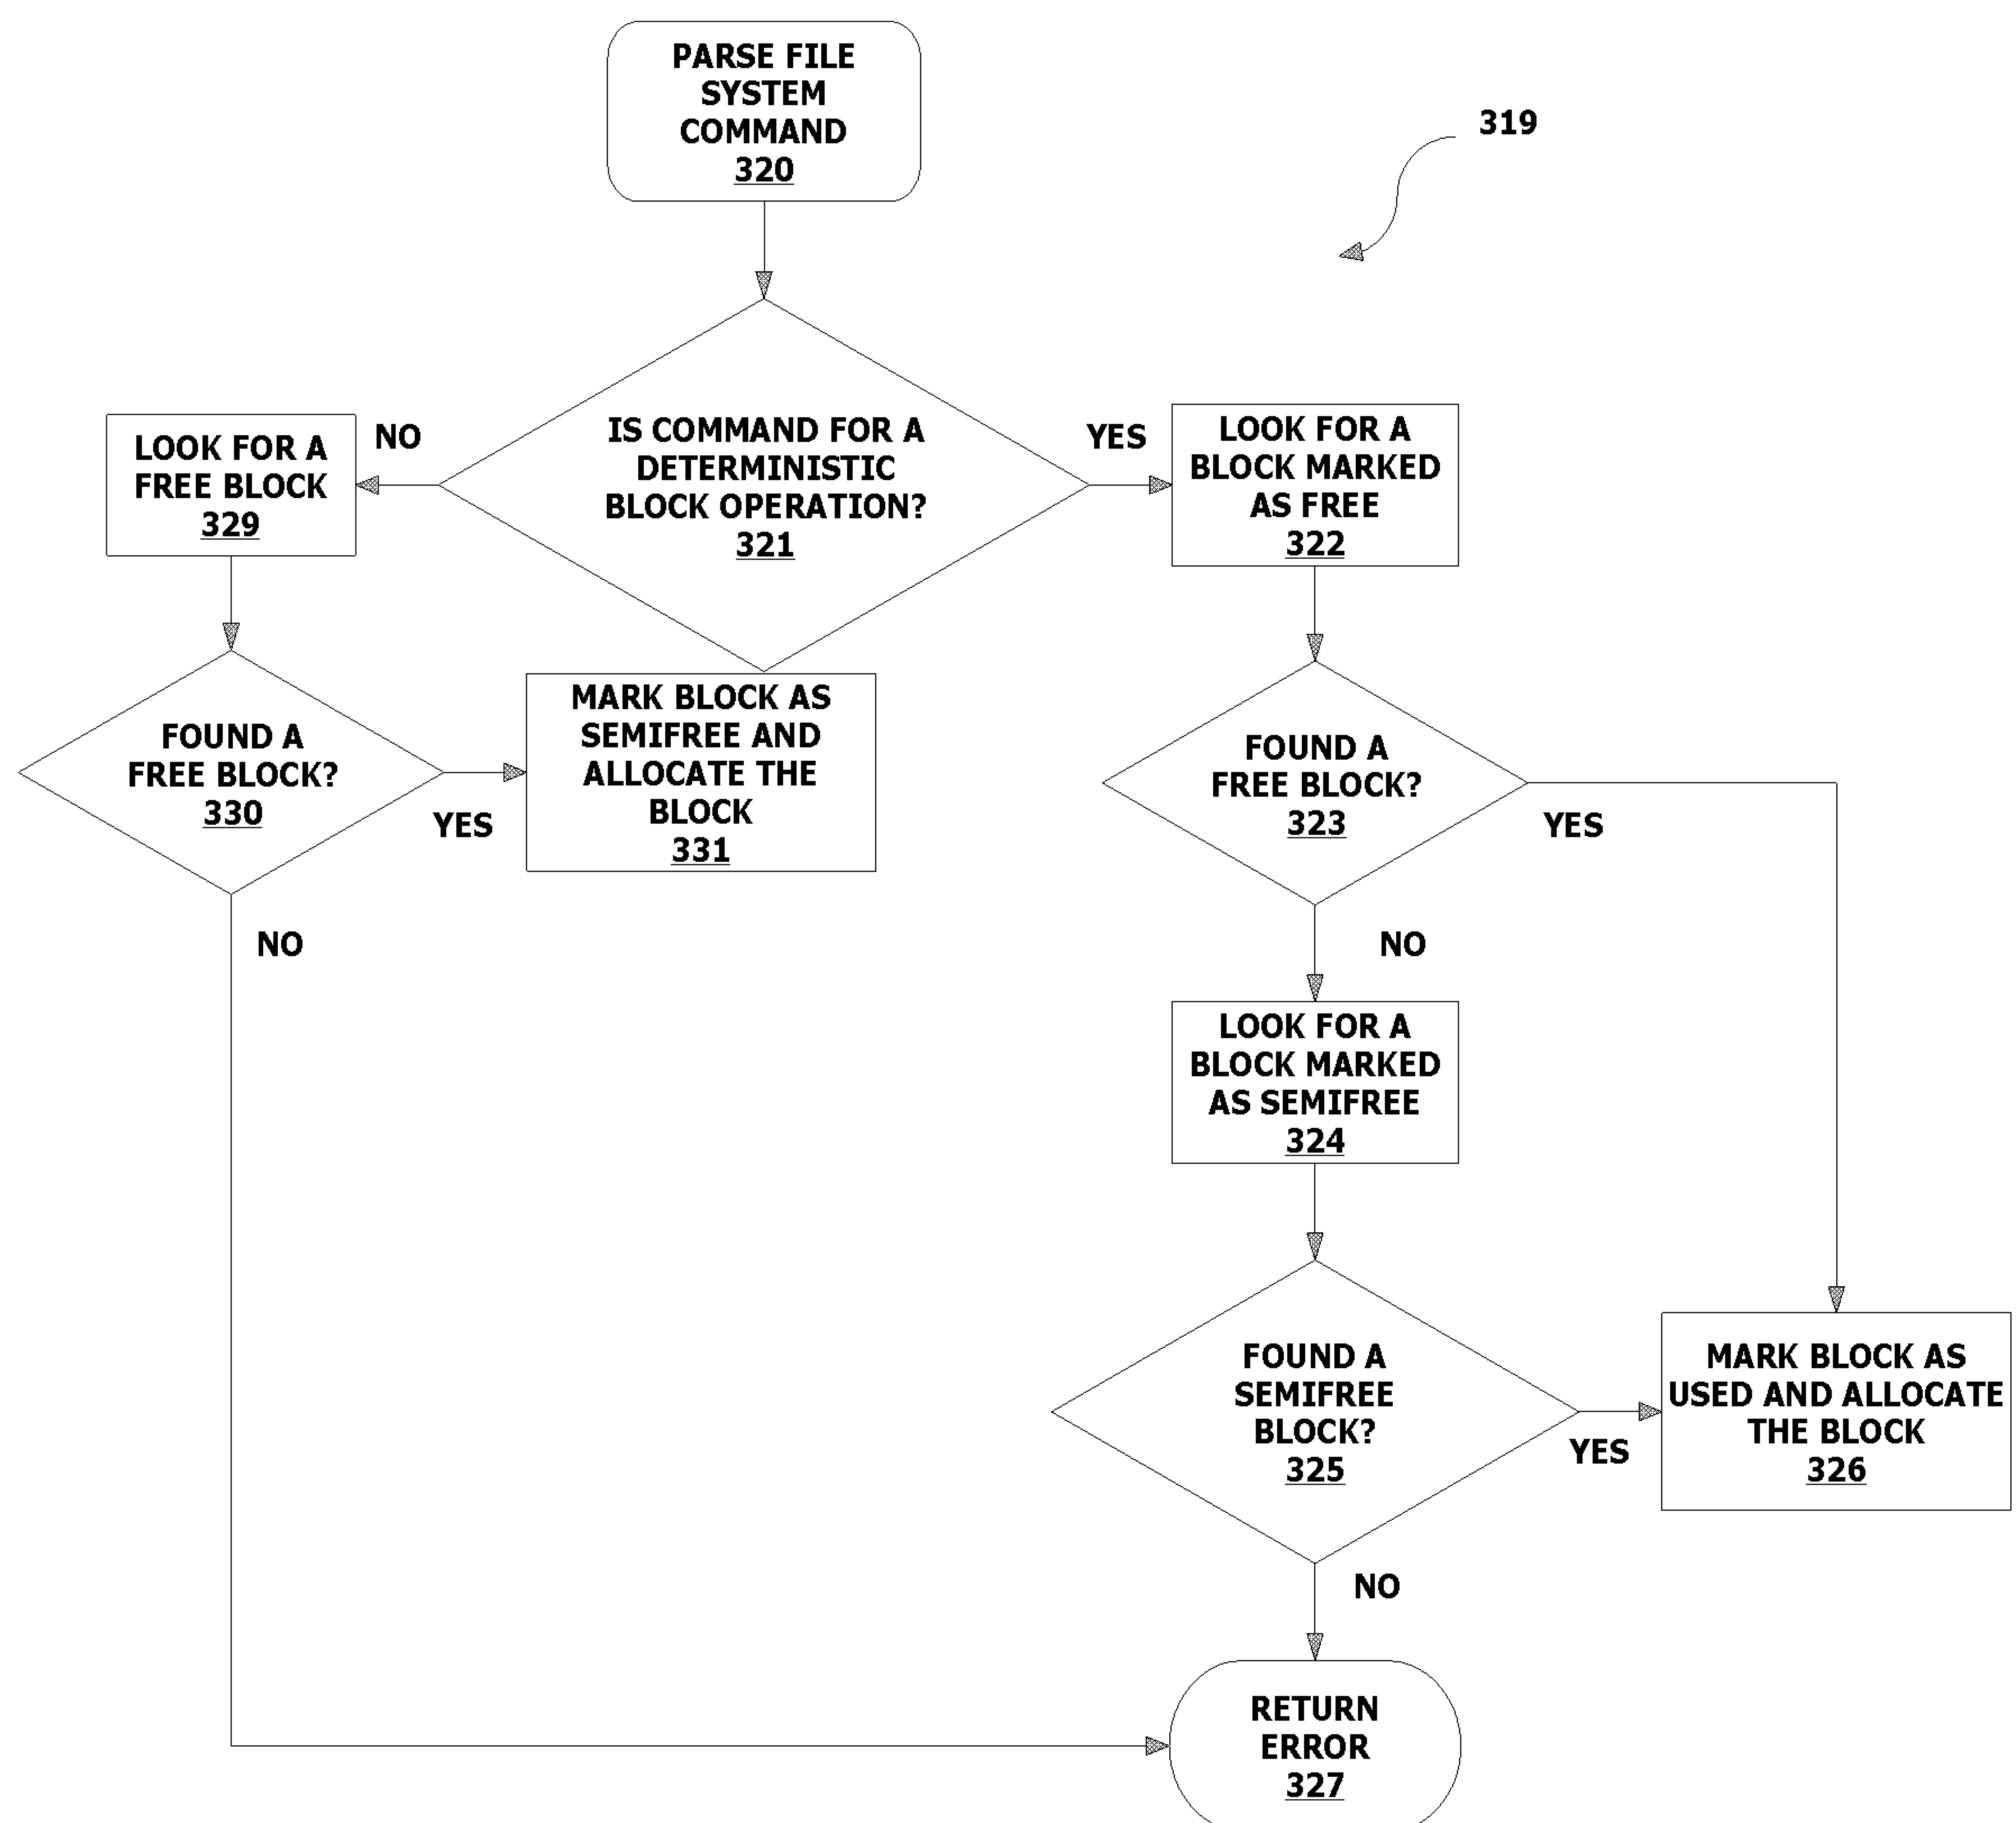 PARSE FILE
SYSTEM
COMMAND
320
319
IS COMMAND FOR A
DETERMINISTIC
BLOCK OPERATION?
321
NO
YES
LOOK FOR A
FREE BLOCK
329
LOOK FOR A
BLOCK MARKED
AS FREE
322
FOUND A
FREE BLOCK?
330
YES
NO
MARK BLOCK AS
SEMIFREE AND
ALLOCATE THE
BLOCK
331
FOUND A
FREE BLOCK?
323
YES
NO
LOOK FOR A
BLOCK MARKED
AS SEMIFREE
324
FOUND A
SEMIFREE
BLOCK?
325
YES
NO
MARK BLOCK AS
USED AND ALLOCATE
THE BLOCK
326
RETURN
ERROR
327